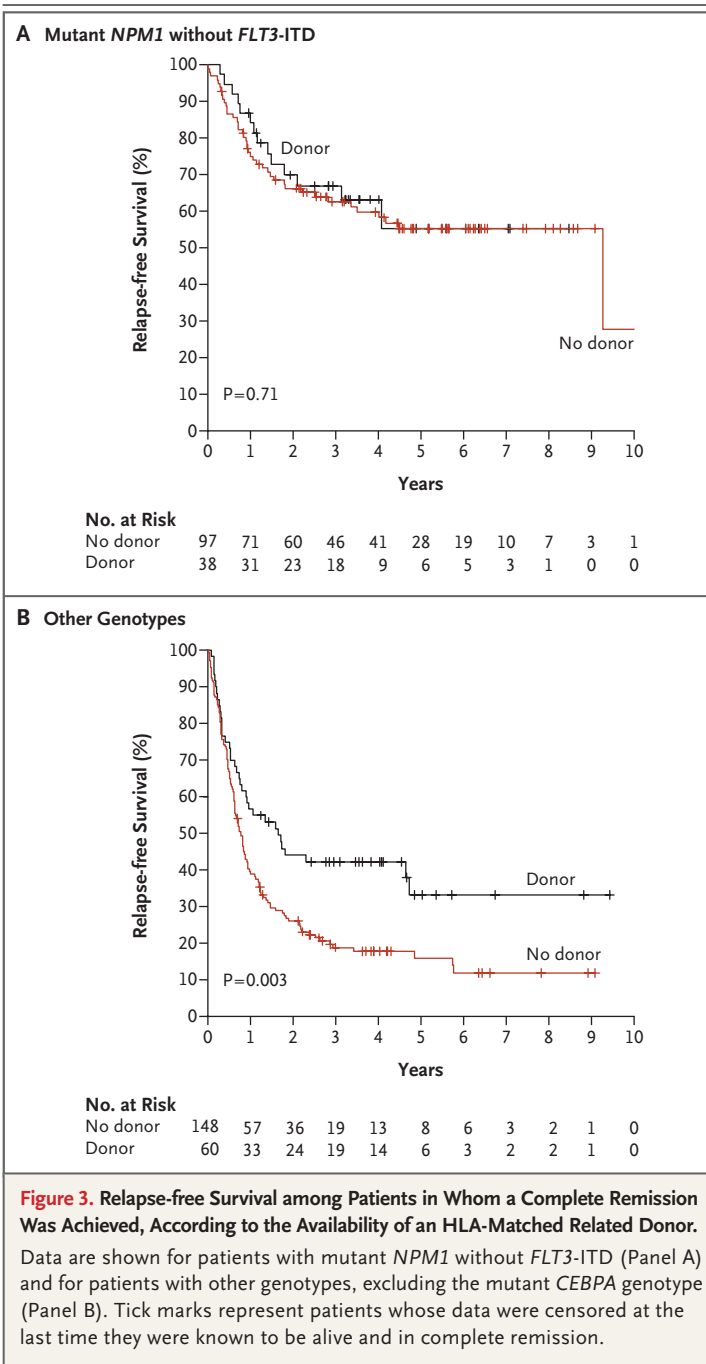 A Mutant NPM1 without FLT3-ITD
100
90
80
70
60
50
40
30
20
10
0
Relapse-free Survival (%)
Donor
No donor
P=0.71
0 1 2 3 4 5 6 7 8 9 10
Years
No. at Risk
No donor 97 71 60 46 41 28 19 10 7 3 1
Donor 38 31 23 18 9 6 5 3 1 0 0
B Other Genotypes
100
90
80
70
60
50
40
30
20
10
0
Relapse-free Survival (%)
Donor
No donor
P=0.003
0 1 2 3 4 5 6 7 8 9 10
Years
No. at Risk
No donor 148 57 36 19 13 8 6 3 2 1 0
Donor 60 33 24 19 14 6 3 2 2 1 0
Figure 3. Relapse-free Survival among Patients in Whom a Complete Remission
Was Achieved, According to the Availability of an HLA-Matched Related Donor.
Data are shown for patients with mutant NPM1 without FLT3-ITD (Panel A)
and for patients with other genotypes, excluding the mutant CEBPA genotype
(Panel B). Tick marks represent patients whose data were censored at the
last time they were known to be alive and in complete remission.